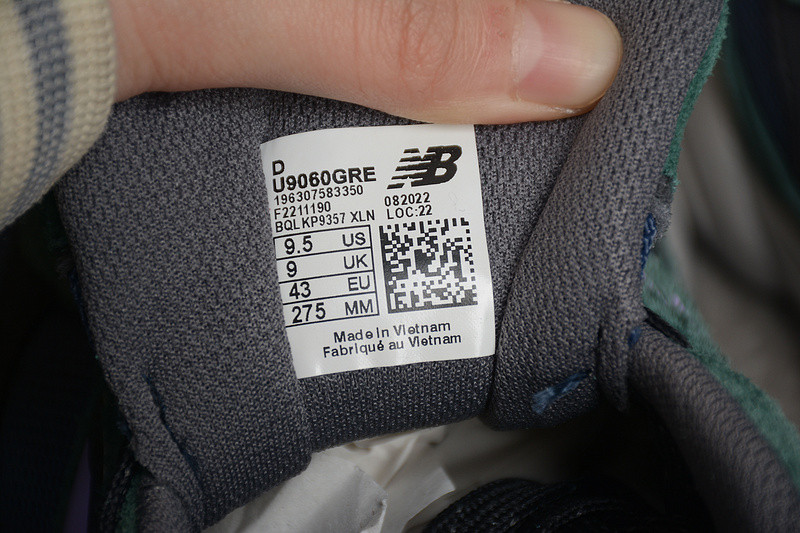 D
U9060GRE
196307583350
F2211190
BQLKP9357 XLN
NB
082022
LOC:22
9.5 US
9 UK
43 EU
275 MM
Made in Vietnam
Fabriqué au Vietnam